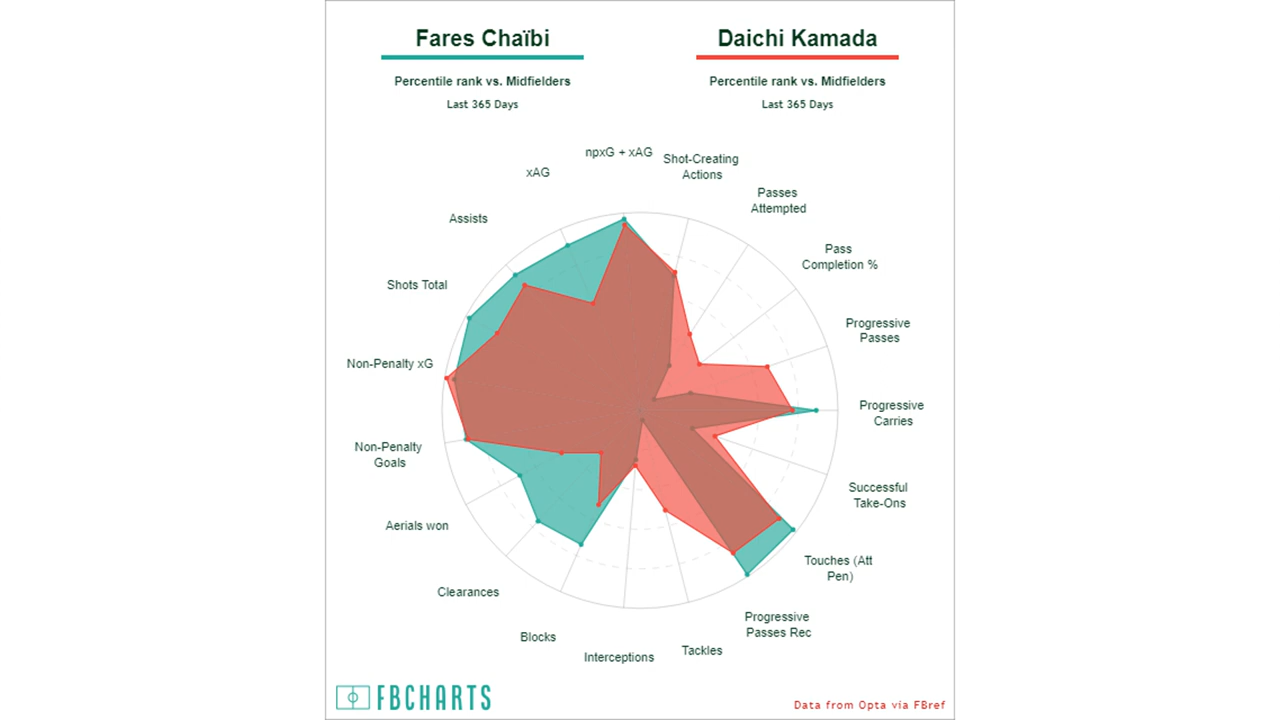 Fares Chaïbi
Daichi Kamada
Percentile rank vs. Midfielders
Percentile rank vs. Midfielders
Last 365 Days
Last 365 Days
npxG + xAG
Shot-Creating
Actions
xAG
Passes
Attempted
Assists
Pass
Completion %
Shots Total
Progressive
Passes
Non-Penalty xG
Progressive
Carries
Non-Penalty
Goals
Successful
Take-Ons
Aerials won
Touches (Att
Pen)
Clearances
Progressive
Passes Rec
Blocks
Tackles
Interceptions
FBCHARTS
Data from Opta via FBref